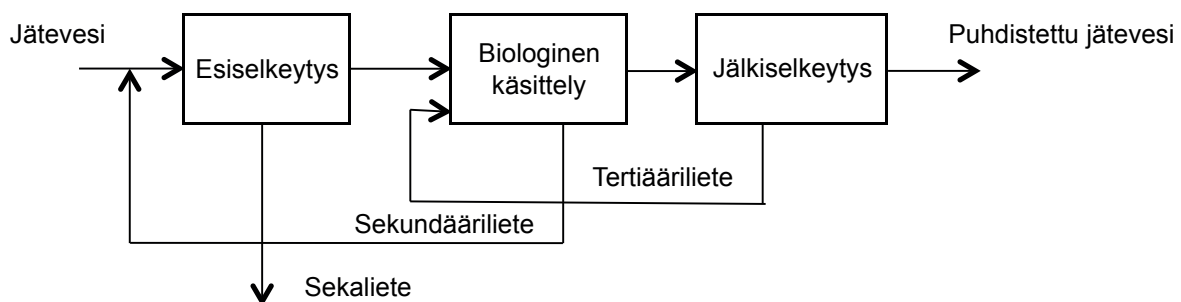 Jätevesi
Esiselkeytys
Biologinen
käsittely
Jälkiselkeytys
Puhdistettu jätevesi
Tertiääriliete
Sekundääriliete
Sekaliete